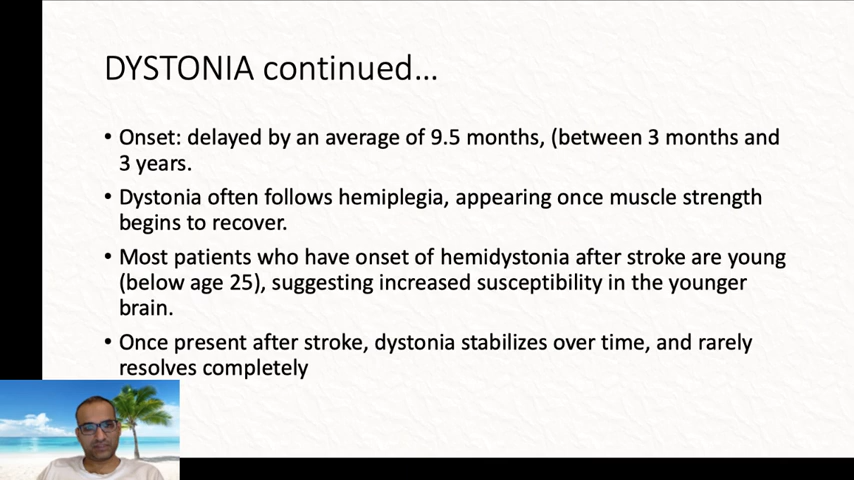 DYSTONIA continued...
• Onset: delayed by an average of 9.5 months, (between 3 months and
3 years.
• Dystonia often follows hemiplegia, appearing once muscle strength
begins to recover.
• Most patients who have onset of hemidystonia after stroke are young
(below age 25), suggesting increased susceptibility in the younger
brain.
• Once present after stroke, dystonia stabilizes over time, and rarely
resolves completely